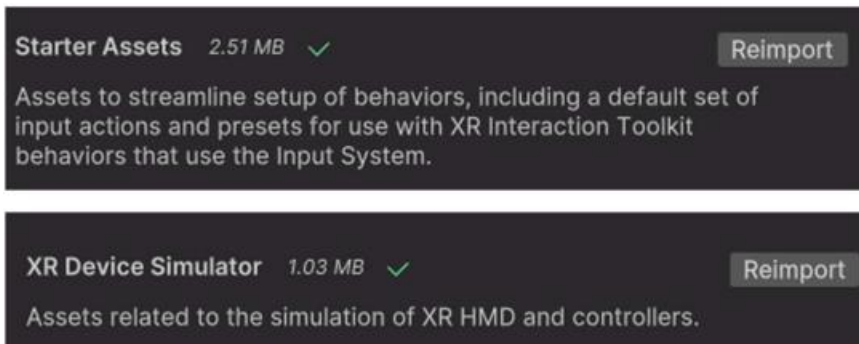 Starter Assets 2.51 MB Reimport
Assets to streamline setup of behaviors, including a default set of
input actions and presets for use with XR Interaction Toolkit
behaviors that use the Input System.
XR Device Simulator 1.03 MB Reimport
Assets related to the simulation of XR HMD and controllers.